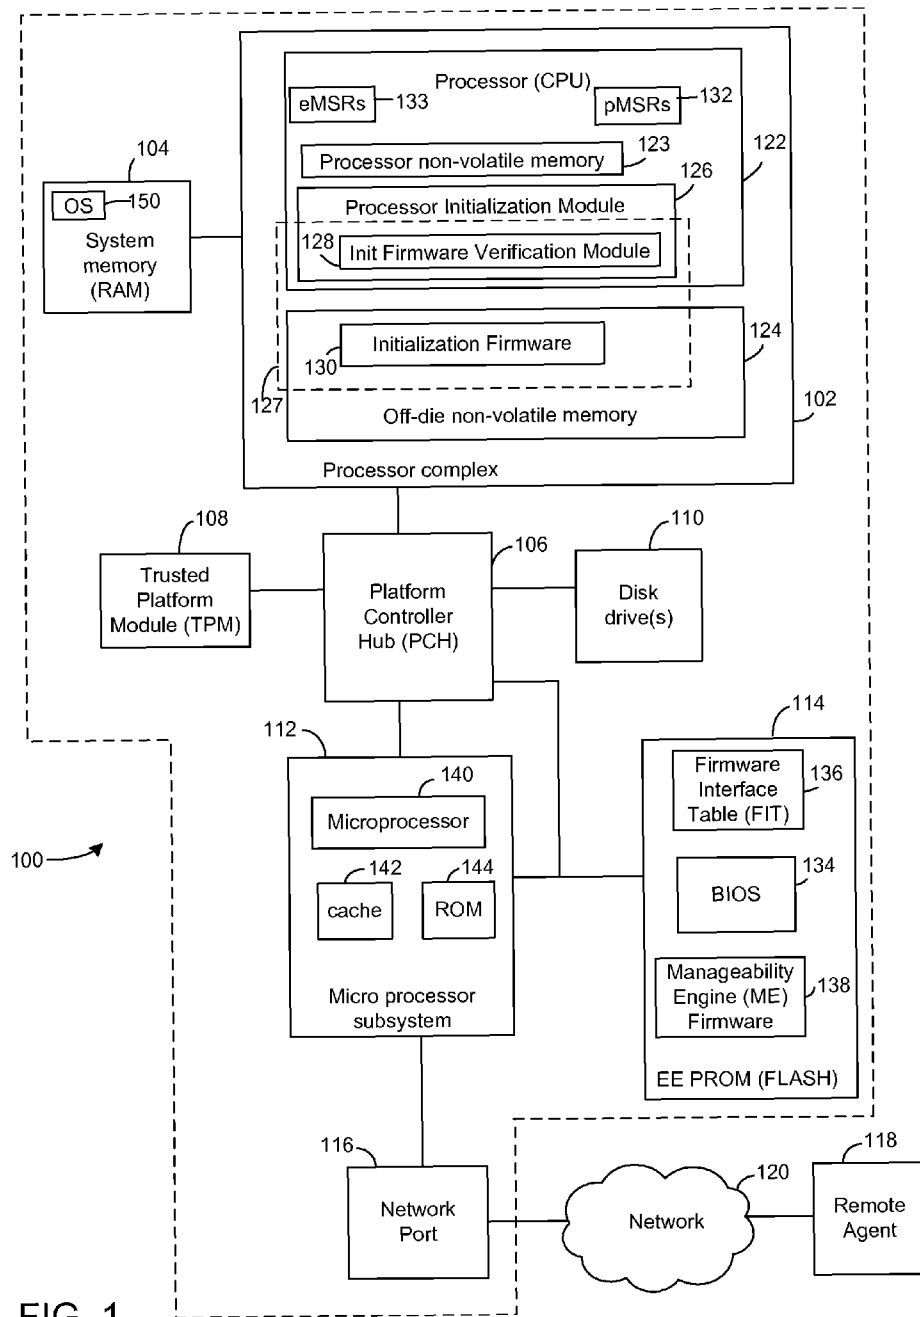 Processor (CPU)
eMSRs
133
pMSRs
132
104
Processor non-volatile memory
123
122
OS
150
126
Processor Initialization Module
System
memory
(RAM)
128
Init Firmware Verification Module
124
Initialization Firmware
130
127
102
Off-die non-volatile memory
Processor complex
108
106
110
Trusted
Platform
Module (TPM)
Platform
Controller
Hub (PCH)
Disk
drive(s)
112
114
140
Firmware
Interface
Table (FIT)
136
Microprocessor
100
142
144
134
cache
ROM
BIOS
Manageability
Engine (ME)
Firmware
138
Micro processor
subsystem
EE PROM (FLASH)
116
118
120
Network
Port
Network
Remote
Agent
FIG. 1